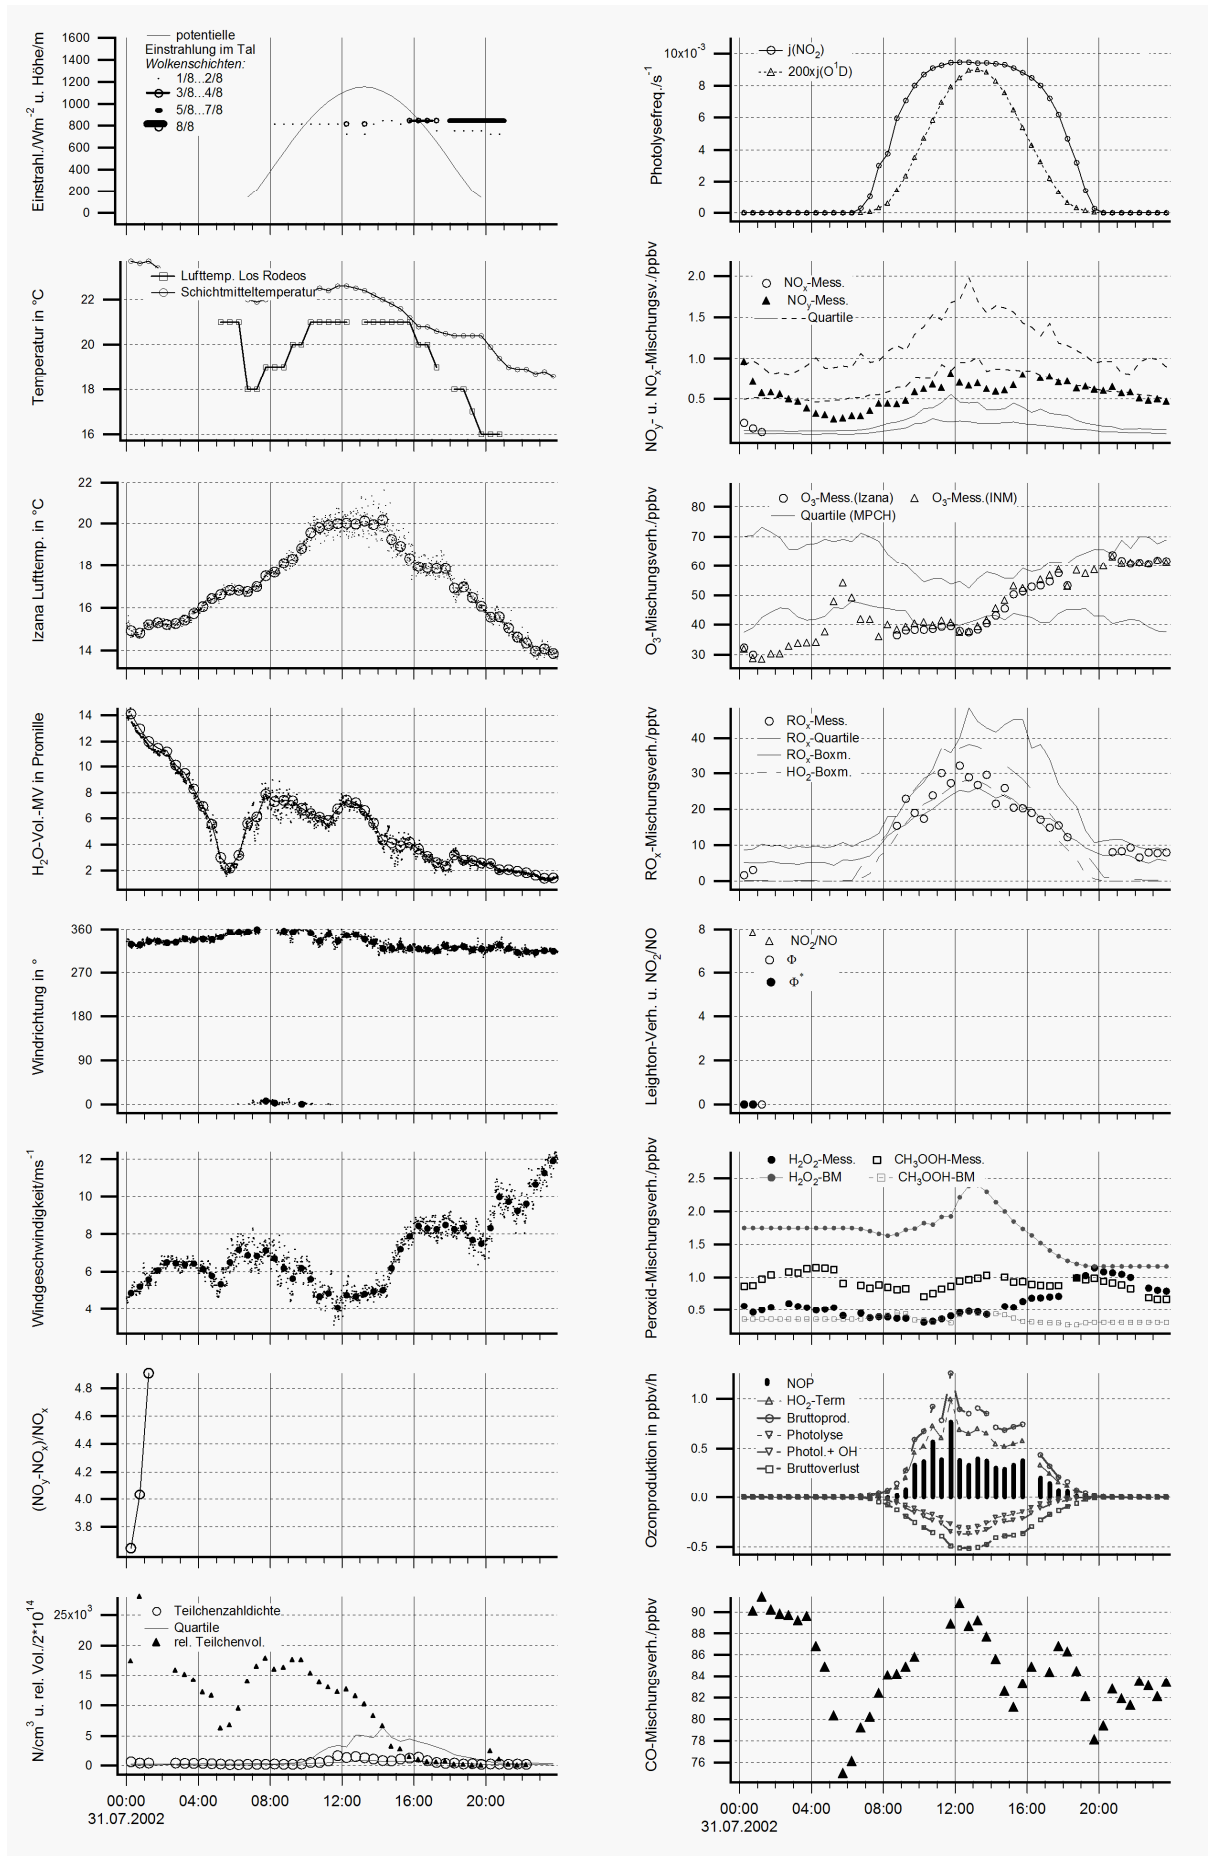 Einstrahl./Wm-2 u. Höhe/m
1600
1400
1200
1000
800
600
400
200
0
potentielle
Einstrahlung im Tal
Wolkenschichten:
1/8...2/8
3/8...4/8
5/8...7/8
8/8
Temperatur in °C
22
20
18
16
Lufttemp. Los Rodeos
Schichtmitteltemperatur
Izana Lufttemp. in °C
22
20
18
16
14
H2O-Vol.-MV in Promille
14
12
10
8
6
4
2
Windrichtung in °
360
270
180
90
0
Windgeschwindigkeit/ms-1
12
10
8
6
4
(NOy-NOx)/NOx
4.8
4.6
4.4
4.2
4.0
3.8
N/cm3 u. rel. Vol./2*10^14
25x10^3
20
15
10
5
0
Teilchenzahldichte
Quartile
rel. Teilchenvol.
00:00 04:00 08:00 12:00 16:00 20:00
31.07.2002
Photolysefreq./s-1
10x10^-3
8
6
4
2
0
j(NO2)
200xj(O1D)
NOy- u. NOx-Mischungsv./ppbv
2.0
1.5
1.0
0.5
NOx-Mess.
NOy-Mess.
Quartile
O3-Mischungsverh./ppbv
80
70
60
50
40
30
O3-Mess.(Izana) O3-Mess.(INM)
Quartile (MPCH)
ROx-Mischungsverh./pptv
40
30
20
10
0
ROx-Mess.
ROx-Quartile
ROx-Boxm.
HO2-Boxm.
Leighton-Verh. u. NO2/NO
8
6
4
2
0
NO2/NO
Φ
Φ*
Peroxid-Mischungsverh./ppbv
2.5
2.0
1.5
1.0
0.5
H2O2-Mess. CH3OOH-Mess.
H2O2-BM CH3OOH-BM
Ozonproduktion in ppbv/h
1.0
0.5
0.0
-0.5
NOP
HO2-Term
Bruttoprod.
Photolyse
Photol.+ OH
Bruttoverlust
CO-Mischungsverh./ppbv
90
88
86
84
82
80
78
76
00:00 04:00 08:00 12:00 16:00 20:00
31.07.2002